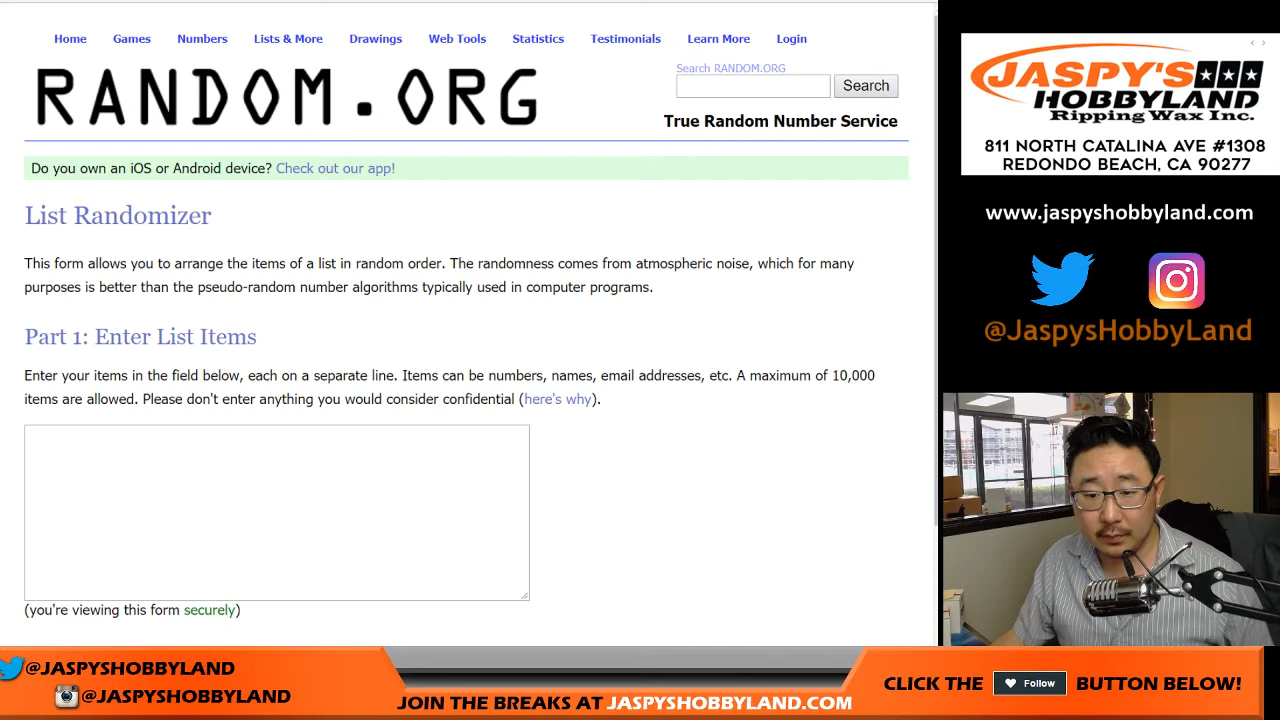 Home Games Numbers Lists & More Drawings Web Tools Statistics Testimonials Learn More Login
RANDOM.ORG
Search RANDOM.ORG
Search
True Random Number Service
Do you own an iOS or Android device? Check out our app!
List Randomizer
This form allows you to arrange the items of a list in random order. The randomness comes from atmospheric noise, which for many
purposes is better than the pseudo-random number algorithms typically used in computer programs.
Part 1: Enter List Items
Enter your items in the field below, each on a separate line. Items can be numbers, names, email addresses, etc. A maximum of 10,000
items are allowed. Please don't enter anything you would consider confidential (here's why).
(you're viewing this form securely)
JASPY'S
HOBBYLAND
Ripping Wax Inc.
811 NORTH CATALINA AVE #1308
REDONDO BEACH, CA 90277
www.jaspyshobbyland.com
@JaspysHobbyLand
@JASPYSHOBBYLAND
@JASPYSHOBBYLAND
JOIN THE BREAKS AT JASPYSHOBBYLAND.COM
CLICK THE Follow BUTTON BELOW!